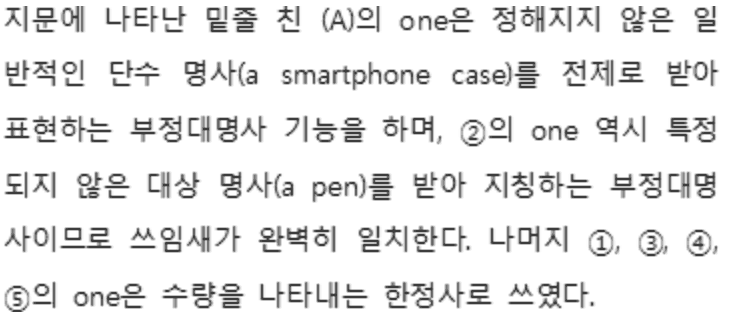 지문에 나타난 밑줄 친 (A)의 one은 정해지지 않은 일
반적인 단수 명사(a smartphone case)를 전제로 받아
표현하는 부정대명사 기능을 하며, ②의 one 역시 특정
되지 않은 대상 명사(a pen)를 받아 지칭하는 부정대명
사이므로 쓰임새가 완벽히 일치한다. 나머지 ①, ③, ④,
⑤의 one은 수량을 나타내는 한정사로 쓰였다.